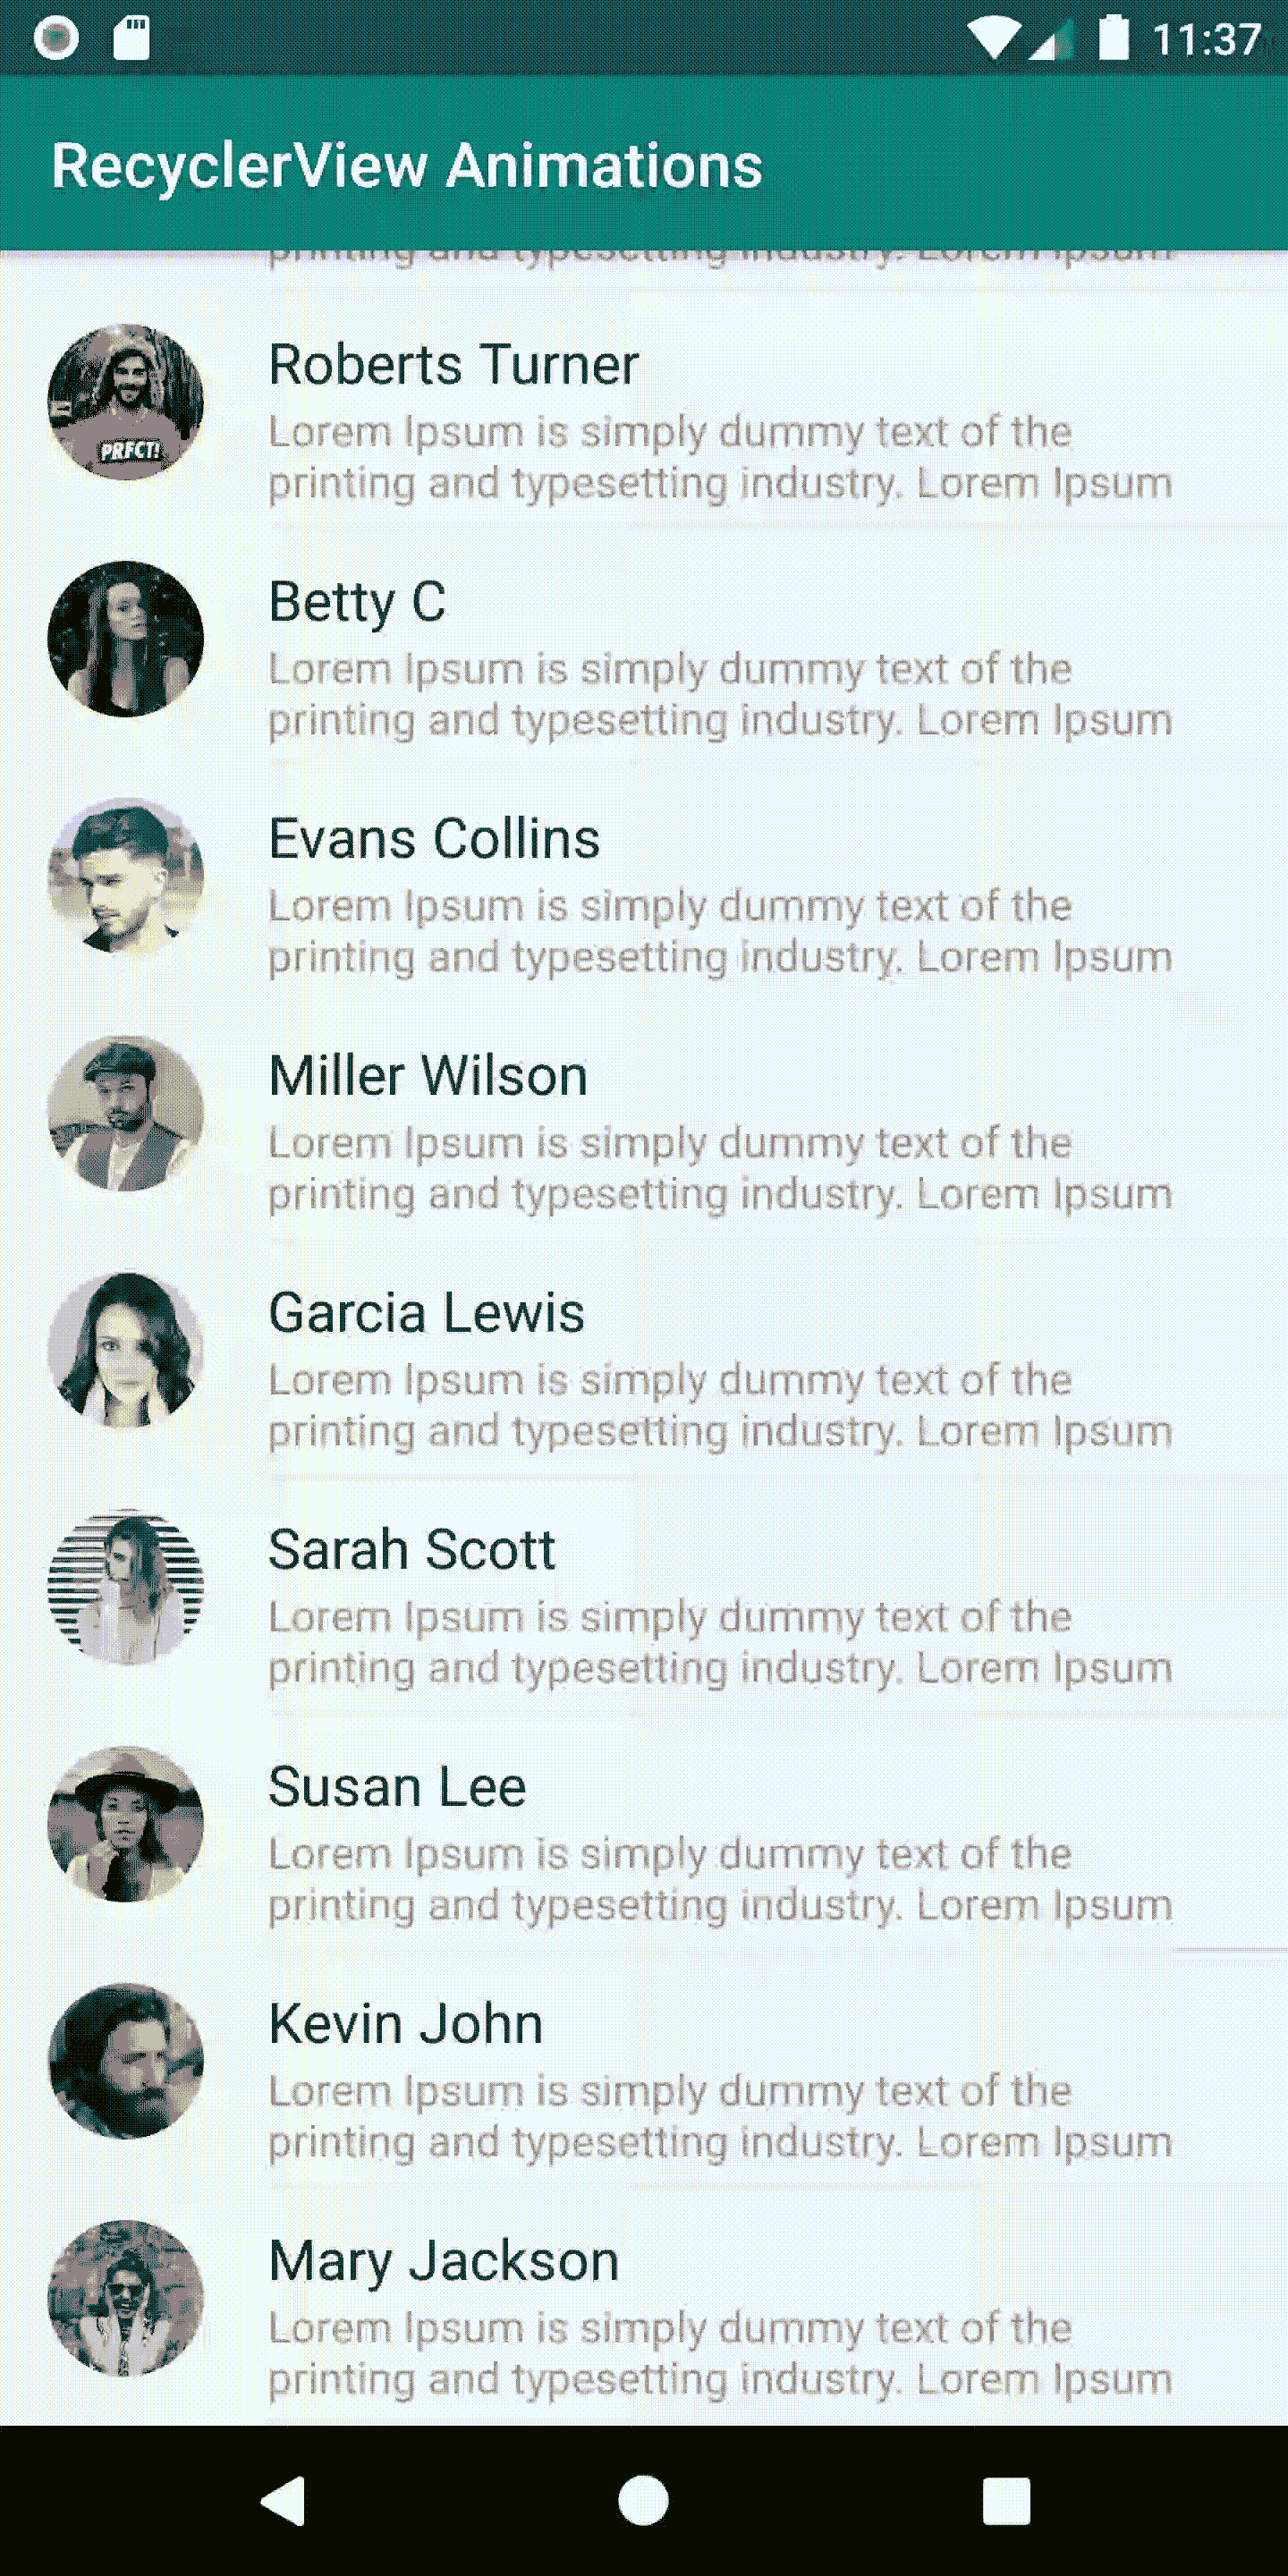 11:37
RecyclerView Animations
printing and typesetting industry. Lorem Ipsum
Roberts Turner
Lorem Ipsum is simply dummy text of the
printing and typesetting industry. Lorem Ipsum
PRFCT!
Betty C
Lorem Ipsum is simply dummy text of the
printing and typesetting industry. Lorem Ipsum
Evans Collins
Lorem Ipsum is simply dummy text of the
printing and typesetting industry. Lorem Ipsum
Miller Wilson
Lorem Ipsum is simply dummy text of the
printing and typesetting industry. Lorem Ipsum
Garcia Lewis
Lorem Ipsum is simply dummy text of the
printing and typesetting industry. Lorem Ipsum
Sarah Scott
Lorem Ipsum is simply dummy text of the
printing and typesetting industry. Lorem Ipsum
Susan Lee
Lorem Ipsum is simply dummy text of the
printing and typesetting industry. Lorem Ipsum
Kevin John
Lorem Ipsum is simply dummy text of the
printing and typesetting industry. Lorem Ipsum
Mary Jackson
Lorem Ipsum is simply dummy text of the
printing and typesetting industry. Lorem Ipsum